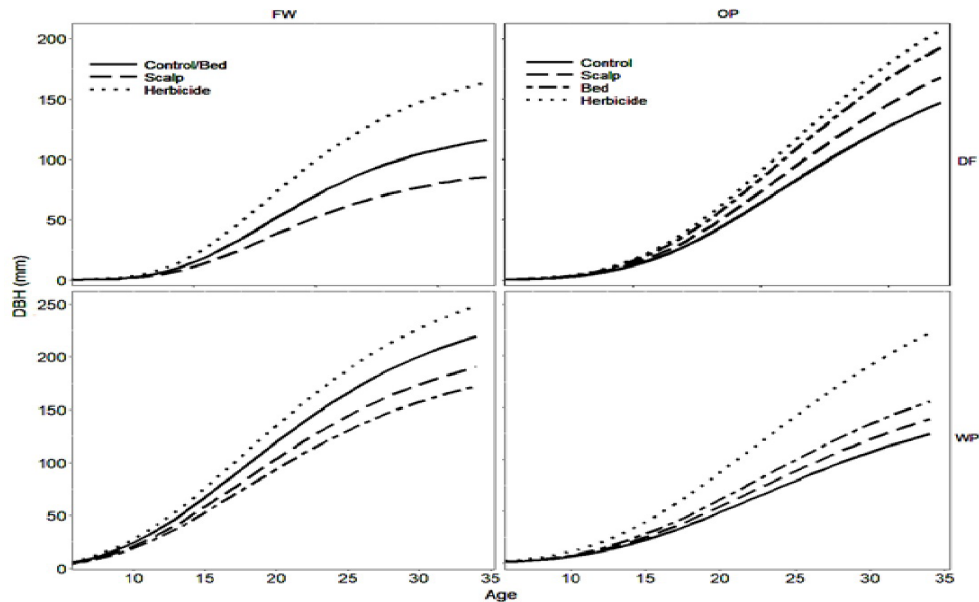 FW
OP
200
150
100
50
0
Control/Bed
Scalp
Herbicide
Control
Scalp
Bed
Herbicide
DF
DBH (mm)
250
200
150
100
50
0
WP
10 15 20 25 30 35
10 15 20 25 30 35
Age